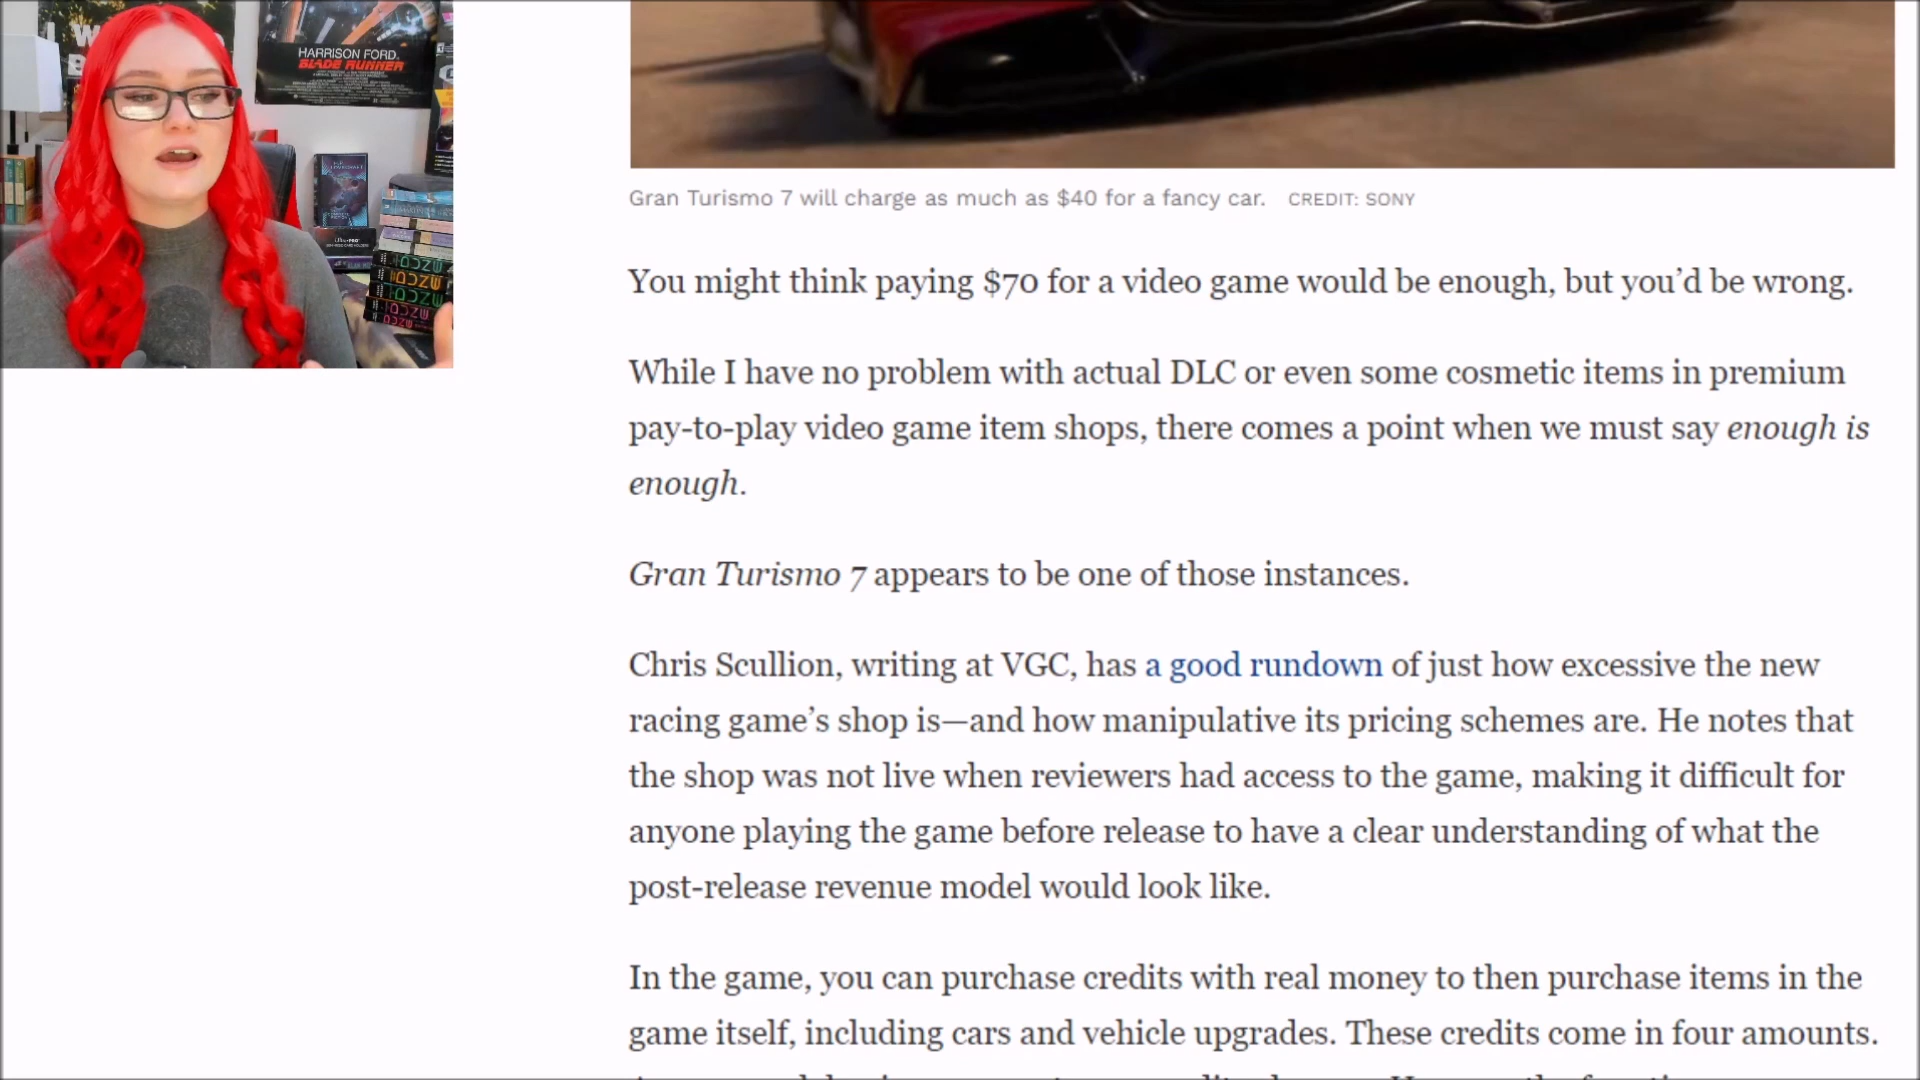 HARRISON FORD.
BLADE RUNNER
Gran Turismo 7 will charge as much as $40 for a fancy car. CREDIT: SONY
You might think paying $70 for a video game would be enough, but you’d be wrong.
While I have no problem with actual DLC or even some cosmetic items in premium
pay-to-play video game item shops, there comes a point when we must say enough is
enough.
Gran Turismo 7 appears to be one of those instances.
Chris Scullion, writing at VGC, has a good rundown of just how excessive the new
racing game’s shop is—and how manipulative its pricing schemes are. He notes that
the shop was not live when reviewers had access to the game, making it difficult for
anyone playing the game before release to have a clear understanding of what the
post-release revenue model would look like.
In the game, you can purchase credits with real money to then purchase items in the
game itself, including cars and vehicle upgrades. These credits come in four amounts.